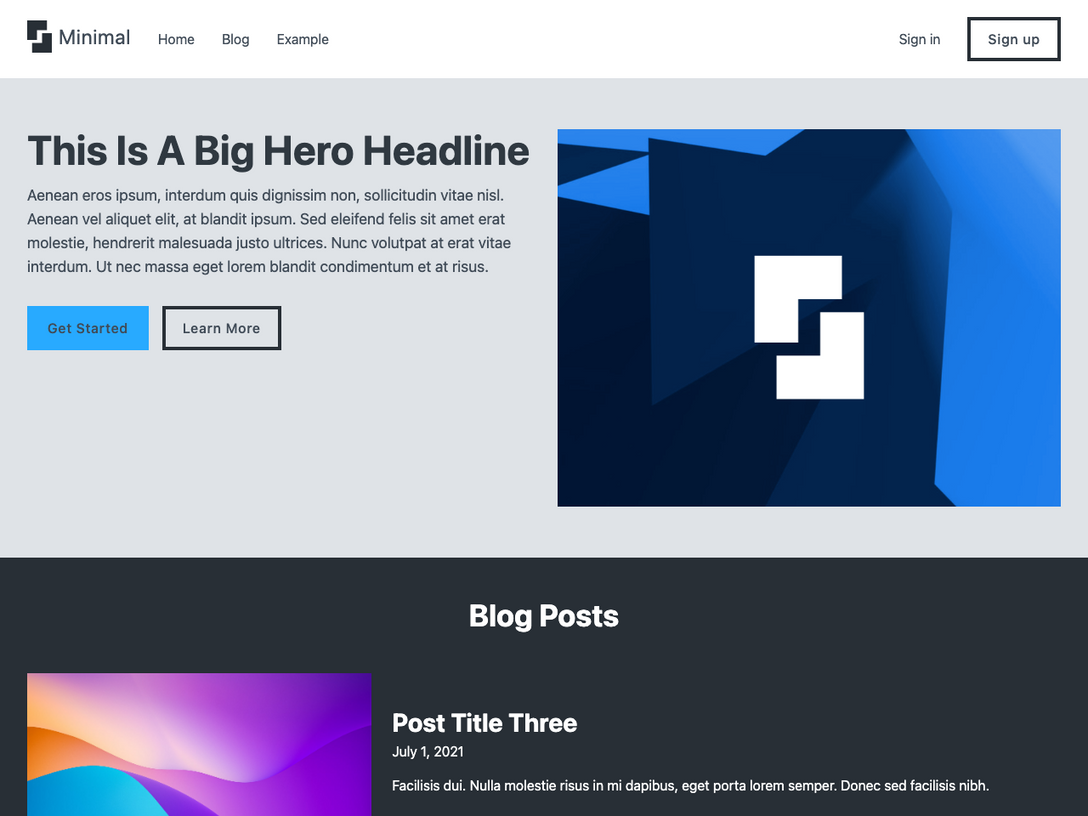 Minimal
Home
Blog
Example
Sign in
Sign up
This Is A Big Hero Headline
Aenean eros ipsum, interdum quis dignissim non, sollicitudin vitae nisl.
Aenean vel aliquet elit, at blandit ipsum. Sed eleifend felis sit amet erat
molestie, hendrerit malesuada justo ultrices. Nunc volutpat at erat vitae
interdum. Ut nec massa eget lorem blandit condimentum et at risus.
Get Started
Learn More
Blog Posts
Post Title Three
July 1, 2021
Facilisis dui. Nulla molestie risus in mi dapibus, eget porta lorem semper. Donec sed facilisis nibh.